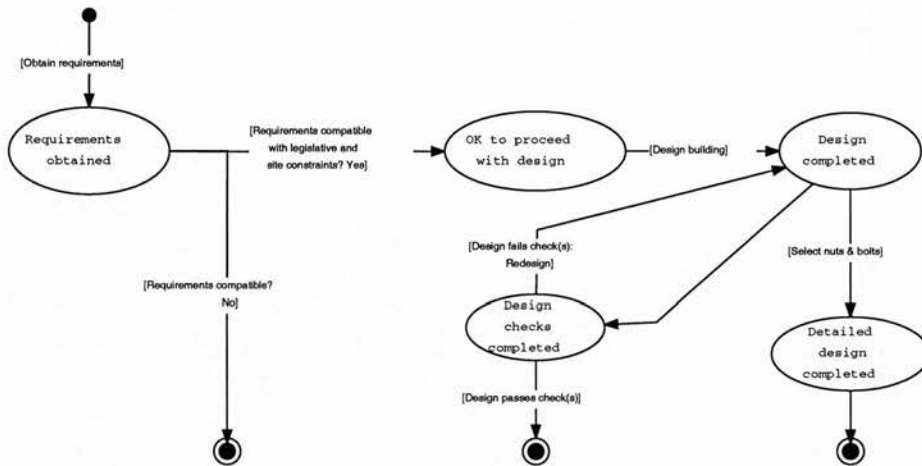 [Obtain requirements]
Requirements
obtained
[Requirements compatible
with legislative and
site constraints? Yes]
OK to proceed
with design
[Design building]
Design
completed
[Design fails check(s):
Redesign]
[Select nuts & bolts]
[Requirements compatible?
No]
Design
checks
completed
Detailed
design
completed
[Design passes check(s)]